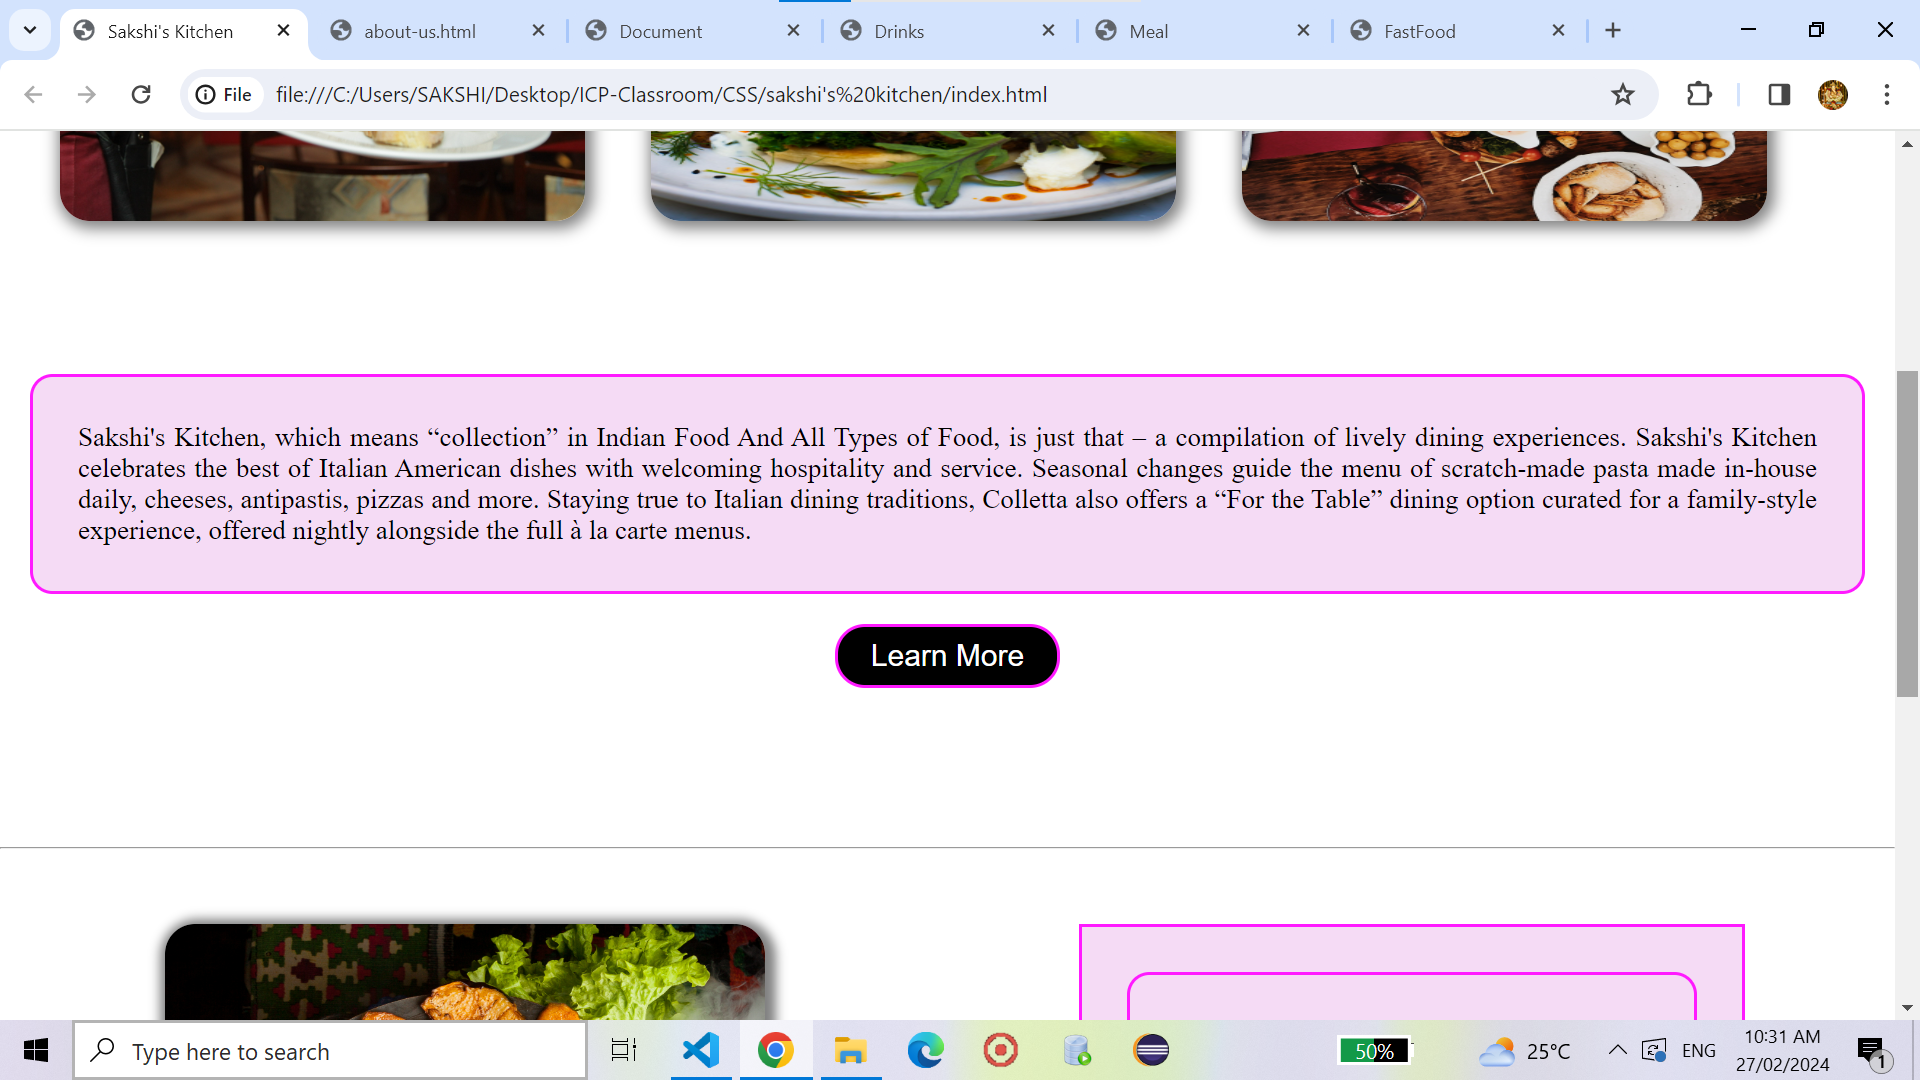 Sakshi's Kitchen
about-us.html
Document
Drinks
Meal
FastFood
File
file:///C:/Users/SAKSHI/Desktop/ICP-Classroom/CSS/sakshi's%20kitchen/index.html
Sakshi's Kitchen, which means “collection” in Indian Food And All Types of Food, is just that – a compilation of lively dining experiences. Sakshi's Kitchen
celebrates the best of Italian American dishes with welcoming hospitality and service. Seasonal changes guide the menu of scratch-made pasta made in-house
daily, cheeses, antipastis, pizzas and more. Staying true to Italian dining traditions, Colletta also offers a “For the Table” dining option curated for a family-style
experience, offered nightly alongside the full à la carte menus.
Learn More
Type here to search
50%
25°C
ENG
10:31 AM
27/02/2024
1